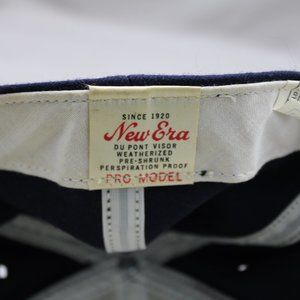 SINCE 1920
New Era
DU PONT VISOR
WEATHERIZED
PRE-SHRUNK
PERSPIRATION PROOF
PRO MODEL